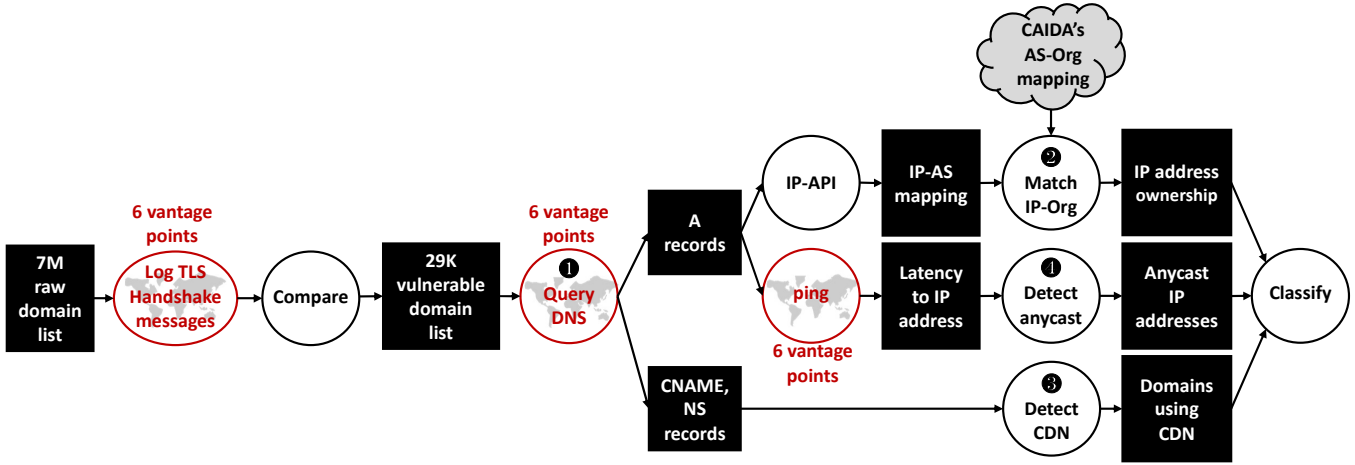 CAIDA's
AS-Org
mapping
6 vantage
points
7M
raw
domain
list
Log TLS
Handshake
messages
Compare
29K
vulnerable
domain
list
6 vantage
points
❶
Query
DNS
A
records
IP-API
IP-AS
mapping
❷
Match
IP-Org
IP address
ownership
ping
6 vantage
points
Latency
to IP
address
❹
Detect
anycast
Anycast
IP
addresses
Classify
CNAME,
NS
records
❸
Detect
CDN
Domains
using
CDN